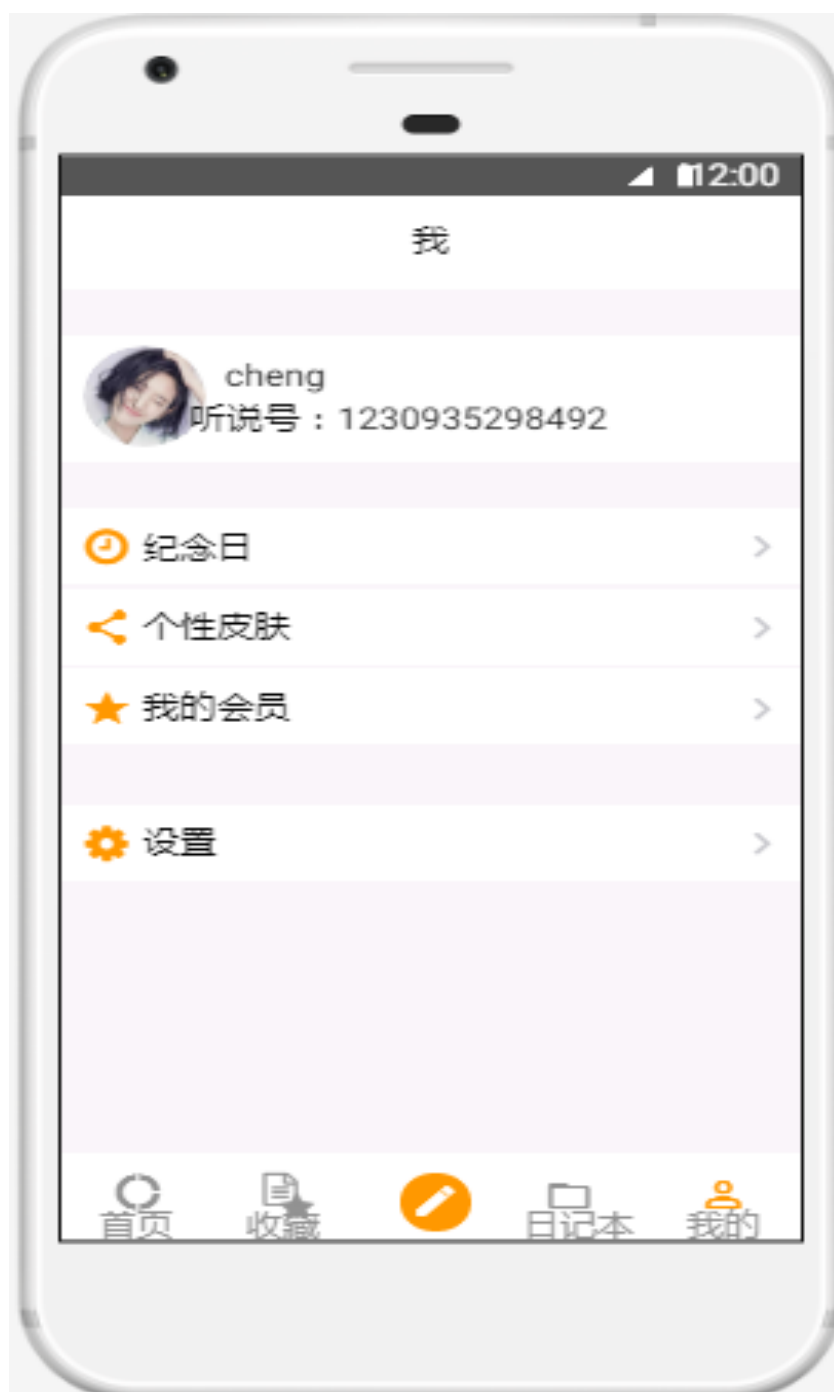 12:00
我
cheng
听说号：1230935298492
纪念日
个性皮肤
我的会员
设置
首页
收藏
日记本
我的